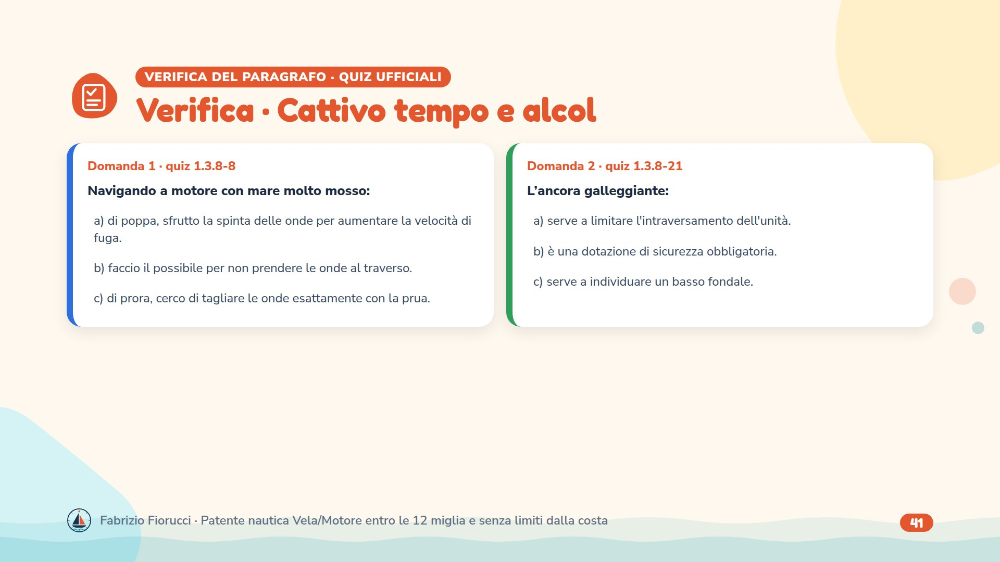 VERIFICA DEL PARAGRAFO · QUIZ UFFICIALI
Verifica · Cattivo tempo e alcol
Domanda 1 · quiz 1.3.8-8
Navigando a motore con mare molto mosso:
a) di poppa, sfrutto la spinta delle onde per aumentare la velocità di
fuga.
b) faccio il possibile per non prendere le onde al traverso.
c) di prora, cerco di tagliare le onde esattamente con la prua.
Domanda 2 · quiz 1.3.8-21
L’ancora galleggiante:
a) serve a limitare l'intraversamento dell'unità.
b) è una dotazione di sicurezza obbligatoria.
c) serve a individuare un basso fondale.
Fabrizio Fiorucci · Patente nautica Vela/Motore entro le 12 miglia e senza limiti dalla costa
41